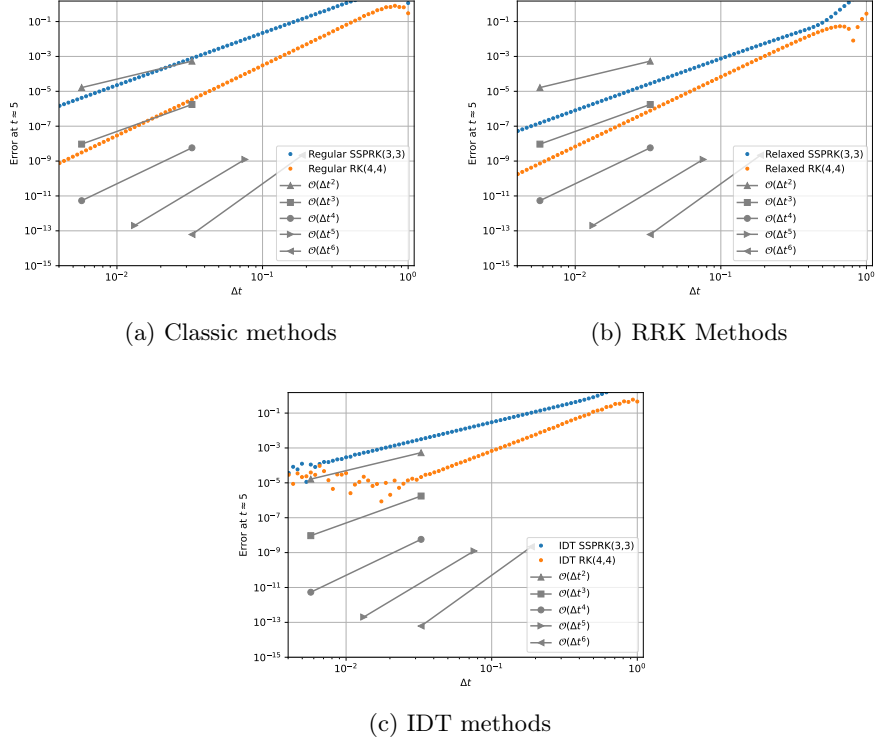 10⁻¹
10⁻³
10⁻⁵
10⁻⁷
10⁻⁹
10⁻¹¹
10⁻¹³
10⁻¹⁵
Error at t ≈ 5
Regular SSPRK(3,3)
Regular RK(4,4)
𝒪(Δt²)
𝒪(Δt³)
𝒪(Δt⁴)
𝒪(Δt⁵)
𝒪(Δt⁶)
10⁻² 10⁻¹ 10⁰
Δt
(a) Classic methods
10⁻¹
10⁻³
10⁻⁵
10⁻⁷
10⁻⁹
10⁻¹¹
10⁻¹³
10⁻¹⁵
Error at t ≈ 5
Relaxed SSPRK(3,3)
Relaxed RK(4,4)
𝒪(Δt²)
𝒪(Δt³)
𝒪(Δt⁴)
𝒪(Δt⁵)
𝒪(Δt⁶)
10⁻² 10⁻¹ 10⁰
Δt
(b) RRK Methods
10⁻¹
10⁻³
10⁻⁵
10⁻⁷
10⁻⁹
10⁻¹¹
10⁻¹³
10⁻¹⁵
Error at t ≈ 5
IDT SSPRK(3,3)
IDT RK(4,4)
𝒪(Δt²)
𝒪(Δt³)
𝒪(Δt⁴)
𝒪(Δt⁵)
𝒪(Δt⁶)
10⁻² 10⁻¹ 10⁰
Δt
(c) IDT methods